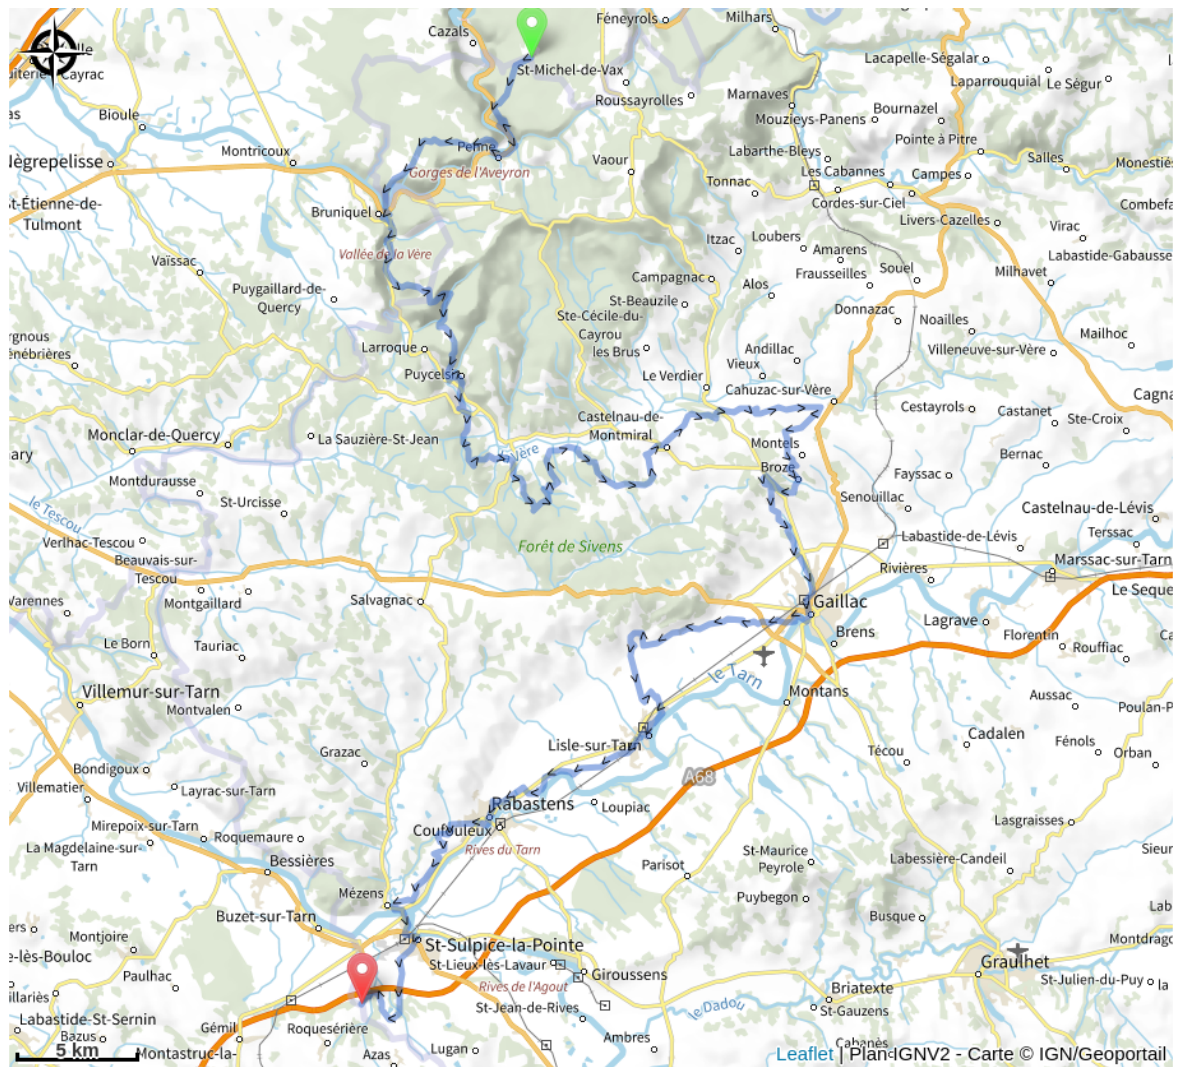 Féneyrols
Milhars
Cazals
Cayrac
St-Michel-de-Vax
Lacapelle-Ségalar
Laparrouquial
Le Ségur
Roussayrolles
Marnaves
Bioule
Mouzieys-Panens
Bournazel
Pointe à Pitre
Nègrepelisse
Montricoux
Penne
Vaour
Labarthe-Bleys
Salles
Gorges de l'Aveyron
Tonnac
Les Cabannes
Campes
Cordes-sur-Ciel
t-Étienne-de-
Tulmont
Bruniquel
Livers-Cazelles
Virac
Itzac
Loubers
Vallée de la Vère
Amarens
Labastide-Gabausse
Vaïssac
Frausseilles
Souel
Milhavet
Campagnac
Alos
Puygaillard-de-
Quercy
St-Beauzile
Donnazac
Ste-Cécile-du-
Cayrou
Noailles
Mailhoc
les Brus
Andillac
Villeneuve-sur-Vère
Larroque
Vieux
Puycelsi
Le Verdier
Cahuzac-sur-Vère
Cagna
Cestayrols
Castanet
Ste-Croix
Castelnau-de-
Montmiral
Monclar-de-Quercy
La Sauzière-St-Jean
Vère
Montels
Bernac
Broze
Fayssac
Montdurausse
St-Urcisse
Senouillac
le Tescou
Castelnau-de-Lévis
Terssac
Verlhac-Tescou
Forêt de Sivens
Labastide-de-Lévis
Marssac-sur-Tarn
Beauvais-sur-
Tescou
Rivières
Le Seque
Varennes
Montgaillard
Salvagnac
Gaillac
Lagrave
Brens
Florentin
Rouffiac
Le Born
Tauriac
le Tarn
Villemur-sur-Tarn
Montvalen
Montans
Aussac
Poulan-P
Cadalen
Grazac
Lisle-sur-Tarn
Técou
Fénols
Orban
Bondigoux
A68
Villematier
Layrac-sur-Tarn
Rabastens
Loupiac
Mirepoix-sur-Tarn
Roquemaure
Coufouleux
Lasgraisses
La Magdelaine-sur-
Tarn
Rives du Tarn
Bessières
Parisot
St-Maurice
Peyrole
Labessière-Candeil
Mézens
Puybegon
Buzet-sur-Tarn
Busque
Montjoire
St-Sulpice-la-Pointe
Montdrago
e-lès-Bouloc
St-Lieux-lès-Lavaur
Giroussens
Graulhet
Paulhac
Rives de l'Agout
Briatexte
St-Julien-du-Puy
St-Jean-de-Rives
le Dadou
St-Gauzens
Labastide-St-Sernin
Gémil
Roquesérière
Bazus
Ambres
5 km
Montastruc-la-
Azas
Lugan
Cabanès
Leaflet | Plan IGNV2 - Carte © IGN/Geoportail